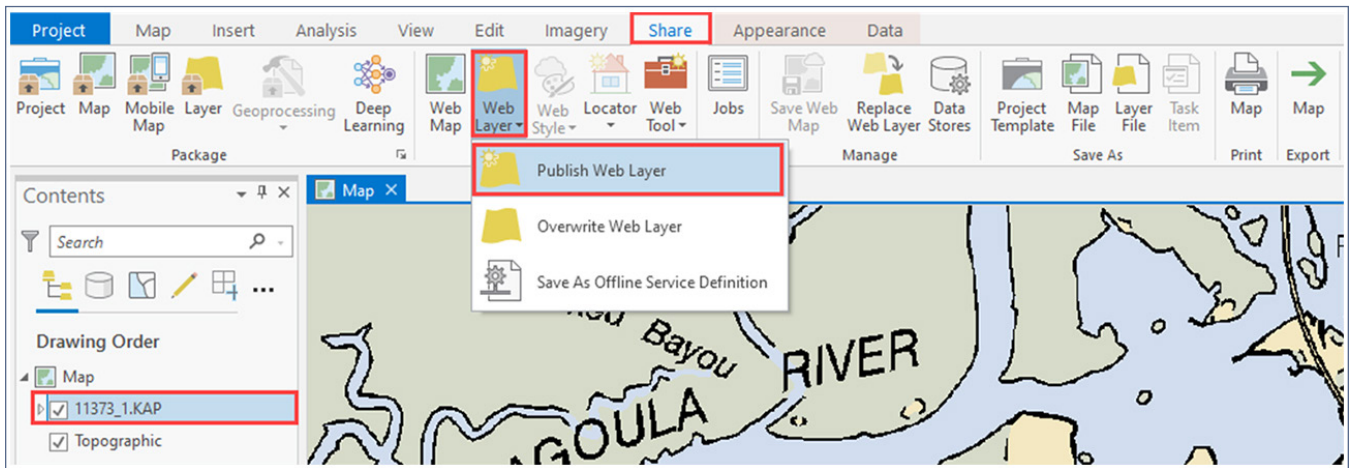 Project Map Insert Analysis View Edit Imagery Share Appearance Data
Project Map Mobile Map Layer Geoprocessing Deep Learning Web Map Web Layer Web Style Locator Web Tool Jobs Save Web Map Replace Web Layer Data Stores Project Template Map File Layer File Task Item Map Map
Package Manage Save As Print Export
Publish Web Layer
Overwrite Web Layer
Save As Offline Service Definition
Contents
Search
Drawing Order
Map
11373_1.KAP
Topographic
Map
Bayou
RIVER
AGOULA